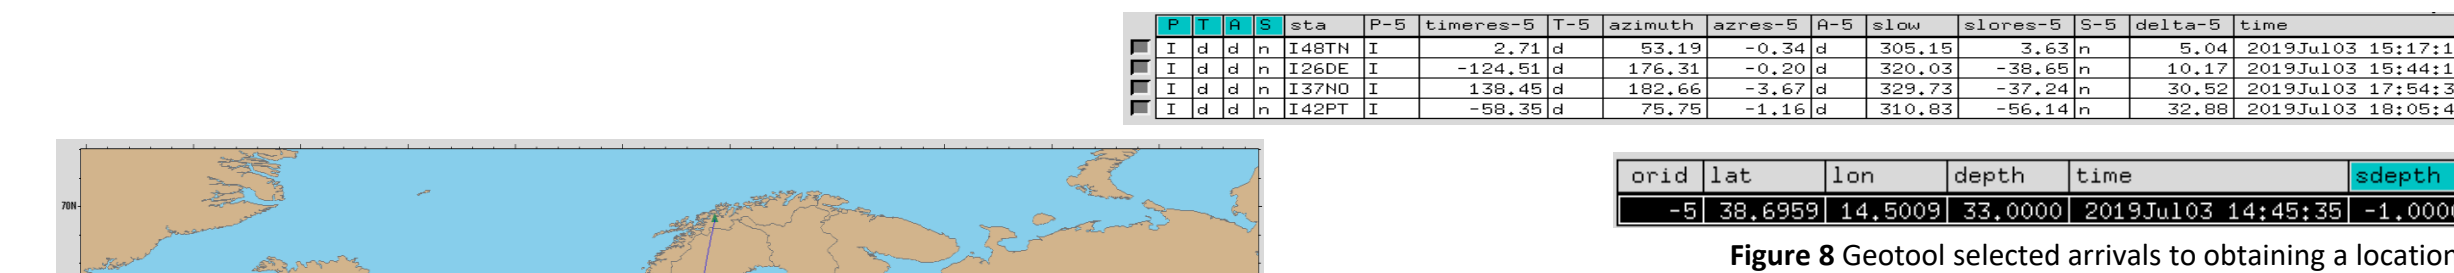 P T A S sta P-5 timeres-5 T-5 azimuth azres-5 A-5 slow slores-5 S-5 delta-5 time
I d d n I48TN I 2.71 d 53.19 -0.34 d 305.15 3.63 n 5.04 2019Jul03 15:17:1
I d d n I26DE I -124.51 d 176.31 -0.20 d 320.03 -38.65 n 10.17 2019Jul03 15:44:1
I d d n I37NO I 138.45 d 182.66 -3.67 d 329.73 -37.24 n 30.52 2019Jul03 17:54:3
I d d n I42PT I -58.35 d 75.75 -1.16 d 310.83 -56.14 n 32.88 2019Jul03 18:05:4
70N
orid lat lon depth time sdepth
-5 38.6959 14.5009 33.0000 2019Jul03 14:45:35 -1.0000
Figure 8 Geotool selected arrivals to obtaining a location